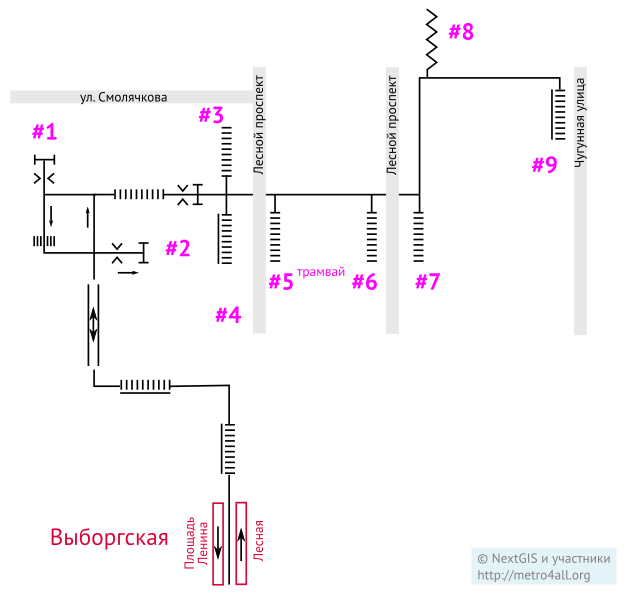 #8
ул. Смолячкова
#3
Лесной проспект
Лесной проспект
Чугунная улица
#1
#9
#2
трамвай
#5
#6
#7
#4
Выборгская
Площадь
Ленина
Лесная
© NextGIS и участники
http://metro4all.org